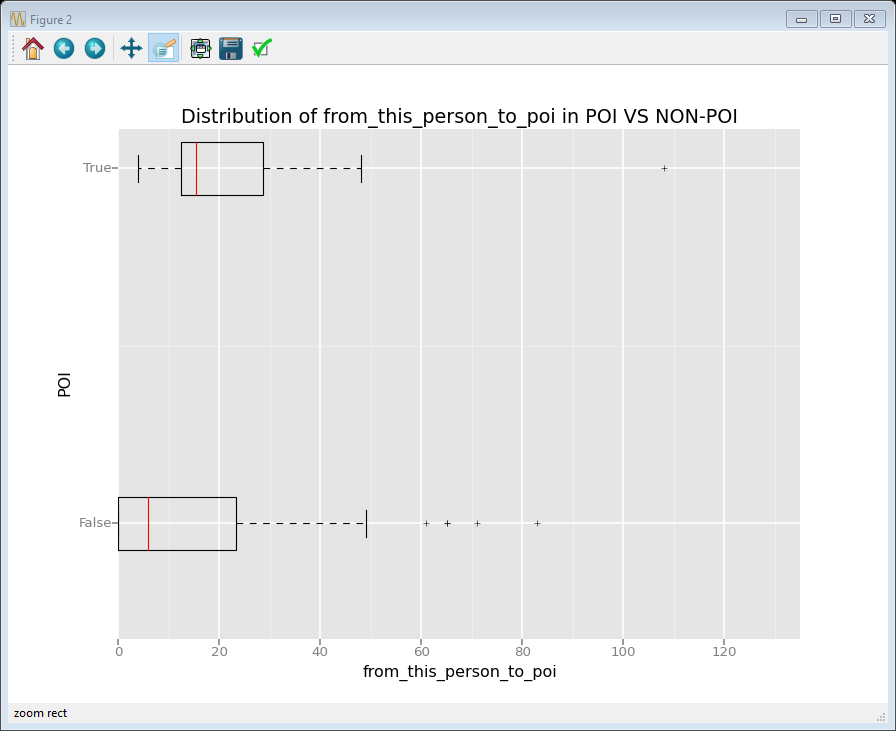 Figure 2
Distribution of from_this_person_to_poi in POI VS NON-POI
True
POI
False
0 20 40 60 80 100 120
from_this_person_to_poi
zoom rect